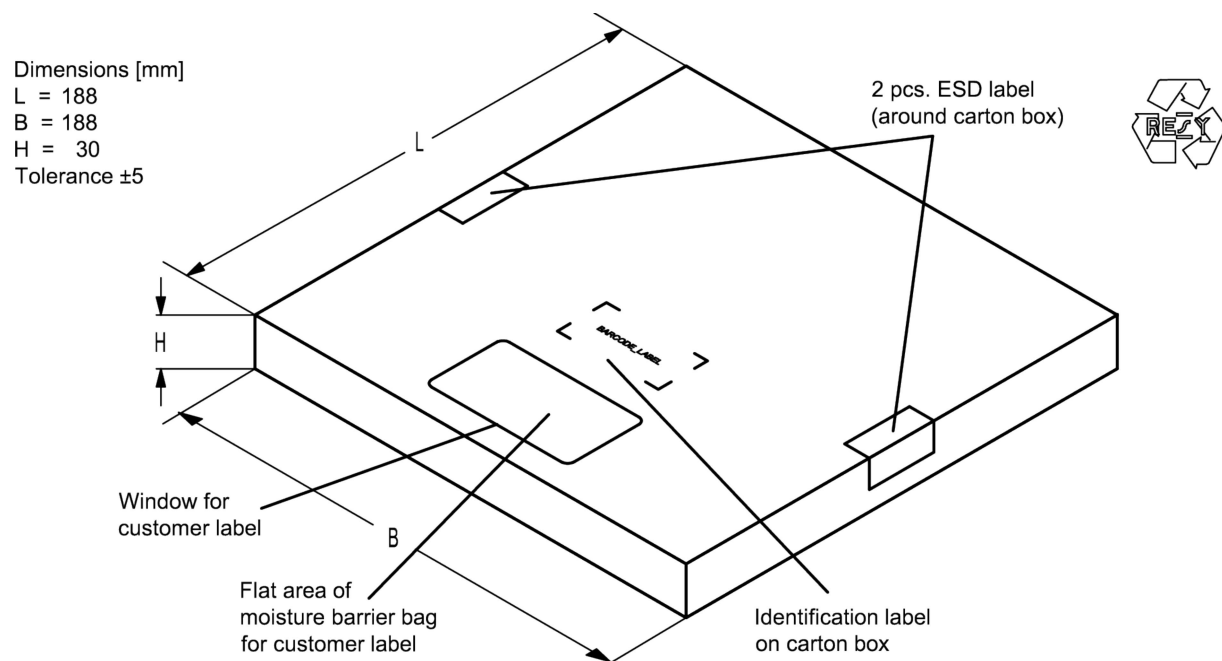 Dimensions [mm]
L = 188
B = 188
H = 30
Tolerance ±5
2 pcs. ESD label
(around carton box)
RESY
L
H
BARCODE_LABEL
Window for
customer label
B
Flat area of
moisture barrier bag
for customer label
Identification label
on carton box